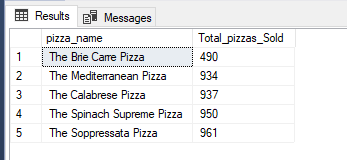 Results Messages
pizza_name Total_pizzas_Sold
1 The Brie Carre Pizza 490
2 The Mediterranean Pizza 934
3 The Calabrese Pizza 937
4 The Spinach Supreme Pizza 950
5 The Soppressata Pizza 961